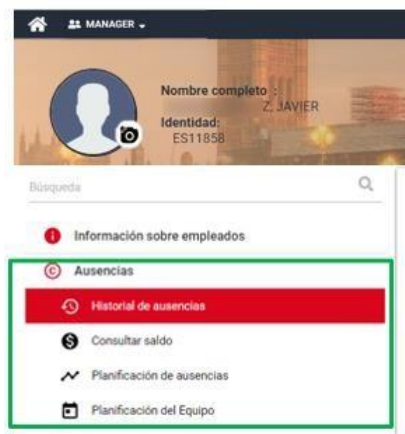 MANAGER
Nombre completo :
Z, JAVIER
Identidad:
ES11858
Búsqueda
Información sobre empleados
Ausencias
Historial de ausencias
Consultar saldo
Planificación de ausencias
Planificación del Equipo